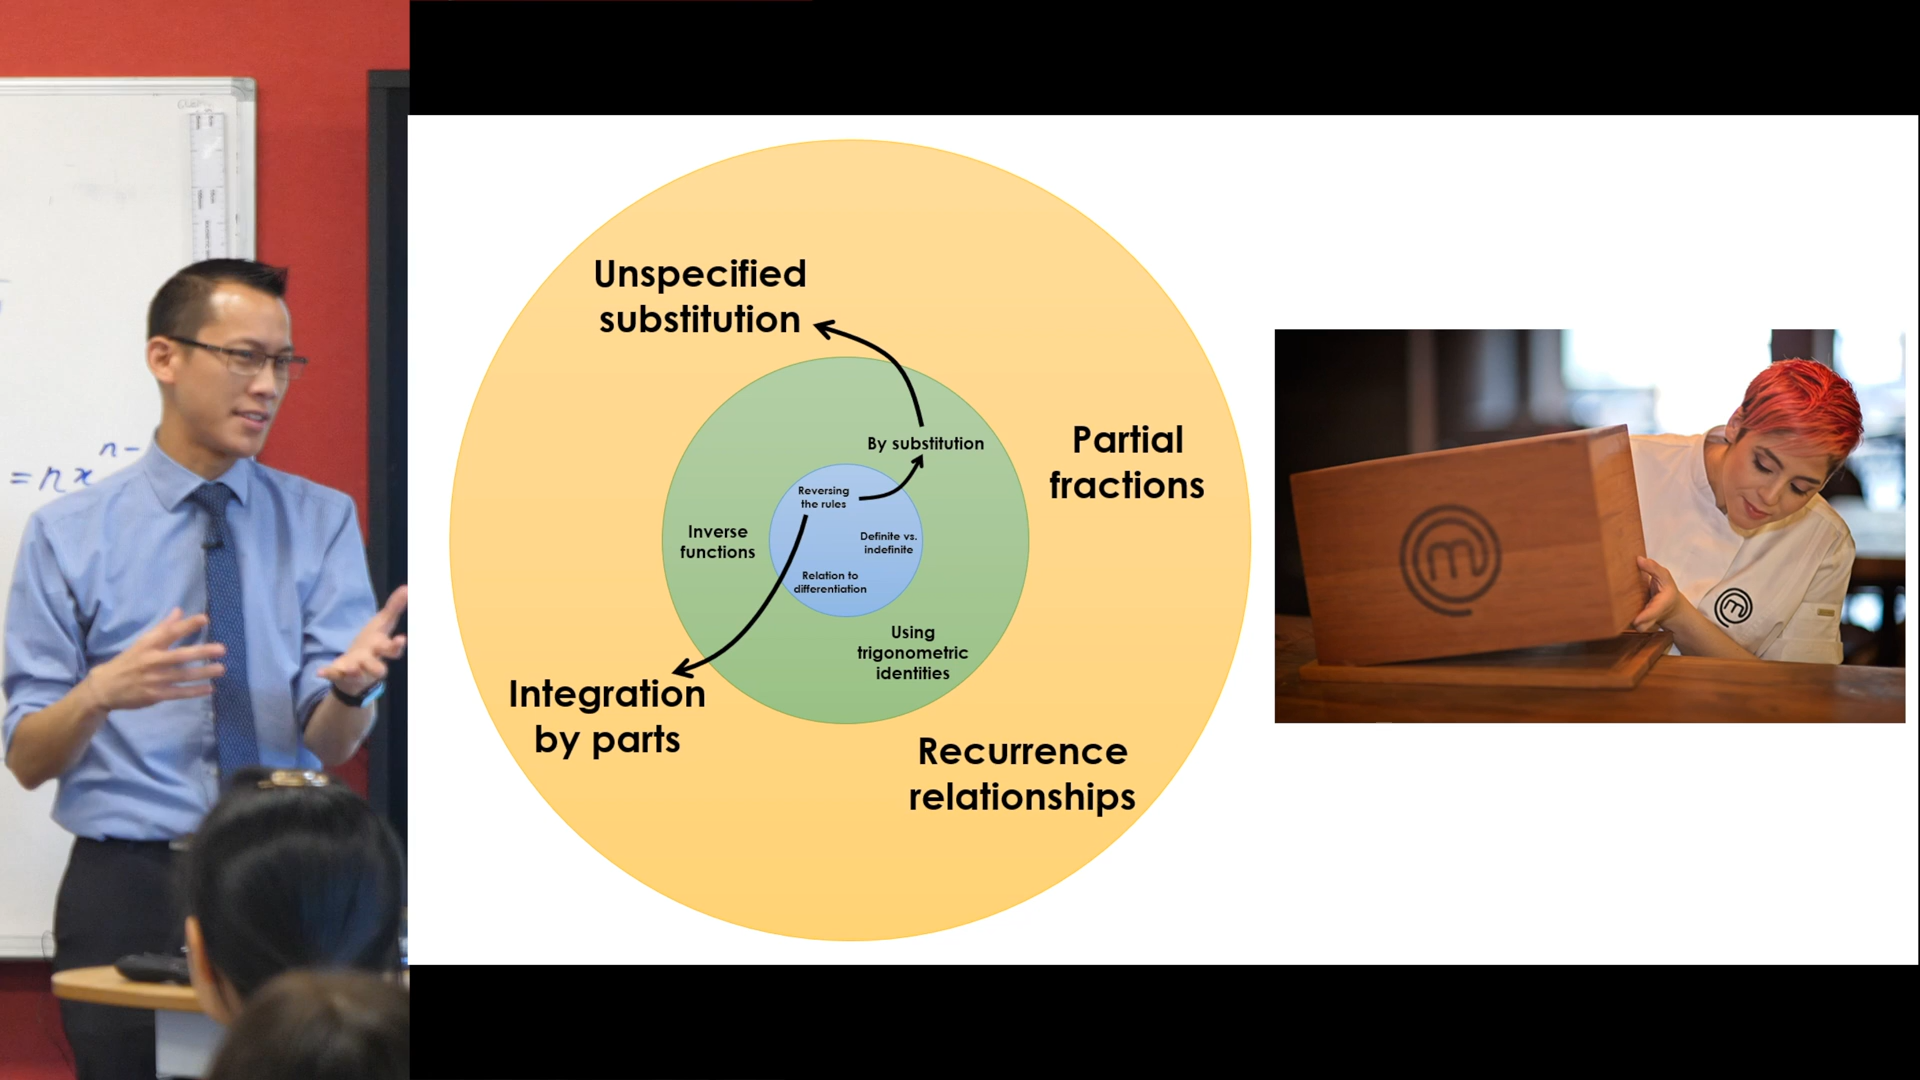 = nx
n-
Unspecified
substitution
By substitution
Partial
fractions
Reversing
the rules
Inverse
functions
Definite vs.
indefinite
Relation to
differentiation
Using
trigonometric
identities
Integration
by parts
Recurrence
relationships
m
m